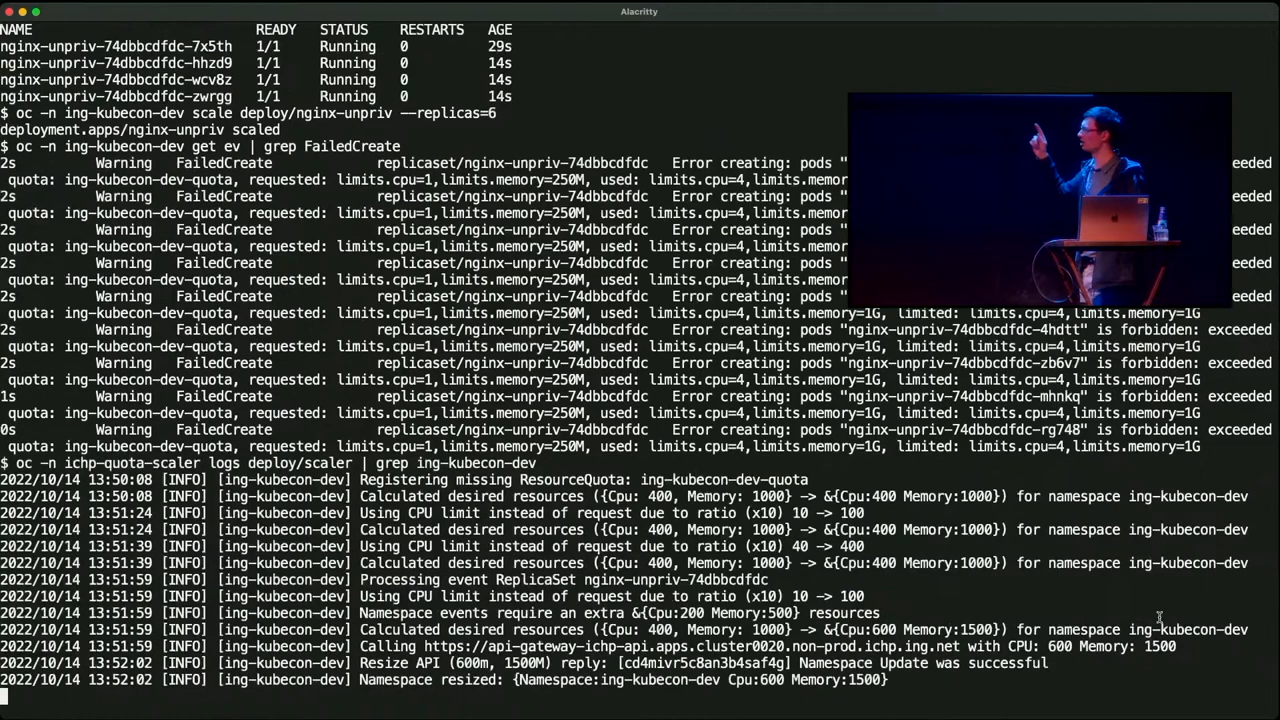 Alacritty
NAME READY STATUS RESTARTS AGE
nginx-unpriv-74dbbcdfdc-7x5th 1/1 Running 0 29s
nginx-unpriv-74dbbcdfdc-hhzd9 1/1 Running 0 14s
nginx-unpriv-74dbbcdfdc-wcv8z 1/1 Running 0 14s
nginx-unpriv-74dbbcdfdc-zwrgg 1/1 Running 0 14s
$ oc -n ing-kubecon-dev scale deploy/nginx-unpriv --replicas=6
deployment.apps/nginx-unpriv scaled
$ oc -n ing-kubecon-dev get ev | grep FailedCreate
2s Warning FailedCreate replicaset/nginx-unpriv-74dbbcdfdc Error creating: pods " eeded
quota: ing-kubecon-dev-quota, requested: limits.cpu=1,limits.memory=250M, used: limits.cpu=4,limits.memor
2s Warning FailedCreate replicaset/nginx-unpriv-74dbbcdfdc Error creating: pods " eeded
quota: ing-kubecon-dev-quota, requested: limits.cpu=1,limits.memory=250M, used: limits.cpu=4,limits.memor
2s Warning FailedCreate replicaset/nginx-unpriv-74dbbcdfdc Error creating: pods " eeded
quota: ing-kubecon-dev-quota, requested: limits.cpu=1,limits.memory=250M, used: limits.cpu=4,limits.memor
2s Warning FailedCreate replicaset/nginx-unpriv-74dbbcdfdc Error creating: pods " eeded
quota: ing-kubecon-dev-quota, requested: limits.cpu=1,limits.memory=250M, used: limits.cpu=4,limits.memor
2s Warning FailedCreate replicaset/nginx-unpriv-74dbbcdfdc Error creating: pods " eeded
quota: ing-kubecon-dev-quota, requested: limits.cpu=1,limits.memory=250M, used: limits.cpu=4,limits.memory=1G, limited: limits.cpu=4,limits.memory=1G
2s Warning FailedCreate replicaset/nginx-unpriv-74dbbcdfdc Error creating: pods "nginx-unpriv-74dbbcdfdc-4hdtt" is forbidden: exceeded
quota: ing-kubecon-dev-quota, requested: limits.cpu=1,limits.memory=250M, used: limits.cpu=4,limits.memory=1G, limited: limits.cpu=4,limits.memory=1G
2s Warning FailedCreate replicaset/nginx-unpriv-74dbbcdfdc Error creating: pods "nginx-unpriv-74dbbcdfdc-zb6v7" is forbidden: exceeded
quota: ing-kubecon-dev-quota, requested: limits.cpu=1,limits.memory=250M, used: limits.cpu=4,limits.memory=1G, limited: limits.cpu=4,limits.memory=1G
1s Warning FailedCreate replicaset/nginx-unpriv-74dbbcdfdc Error creating: pods "nginx-unpriv-74dbbcdfdc-mhnkq" is forbidden: exceeded
quota: ing-kubecon-dev-quota, requested: limits.cpu=1,limits.memory=250M, used: limits.cpu=4,limits.memory=1G, limited: limits.cpu=4,limits.memory=1G
0s Warning FailedCreate replicaset/nginx-unpriv-74dbbcdfdc Error creating: pods "nginx-unpriv-74dbbcdfdc-rg748" is forbidden: exceeded
quota: ing-kubecon-dev-quota, requested: limits.cpu=1,limits.memory=250M, used: limits.cpu=4,limits.memory=1G, limited: limits.cpu=4,limits.memory=1G
$ oc -n ichp-quota-scaler logs deploy/scaler | grep ing-kubecon-dev
2022/10/14 13:50:08 [INFO] [ing-kubecon-dev] Registering missing ResourceQuota: ing-kubecon-dev-quota
2022/10/14 13:50:08 [INFO] [ing-kubecon-dev] Calculated desired resources ({Cpu: 400, Memory: 1000} -> &{Cpu:400 Memory:1000}) for namespace ing-kubecon-dev
2022/10/14 13:51:24 [INFO] [ing-kubecon-dev] Using CPU limit instead of request due to ratio (x10) 10 -> 100
2022/10/14 13:51:24 [INFO] [ing-kubecon-dev] Calculated desired resources ({Cpu: 400, Memory: 1000} -> &{Cpu:400 Memory:1000}) for namespace ing-kubecon-dev
2022/10/14 13:51:39 [INFO] [ing-kubecon-dev] Using CPU limit instead of request due to ratio (x10) 40 -> 400
2022/10/14 13:51:39 [INFO] [ing-kubecon-dev] Calculated desired resources ({Cpu: 400, Memory: 1000} -> &{Cpu:400 Memory:1000}) for namespace ing-kubecon-dev
2022/10/14 13:51:59 [INFO] [ing-kubecon-dev] Processing event ReplicaSet nginx-unpriv-74dbbcdfdc
2022/10/14 13:51:59 [INFO] [ing-kubecon-dev] Using CPU limit instead of request due to ratio (x10) 10 -> 100
2022/10/14 13:51:59 [INFO] [ing-kubecon-dev] Namespace events require an extra &{Cpu:200 Memory:500} resources
2022/10/14 13:51:59 [INFO] [ing-kubecon-dev] Calculated desired resources ({Cpu: 400, Memory: 1000} -> &{Cpu:600 Memory:1500}) for namespace ing-kubecon-dev
2022/10/14 13:51:59 [INFO] [ing-kubecon-dev] Calling https://api-gateway-ichp-api.apps.cluster0020.non-prod.ichp.ing.net with CPU: 600 Memory: 1500
2022/10/14 13:52:02 [INFO] [ing-kubecon-dev] Resize API (600m, 1500M) reply: [cd4mivr5c8an3b4saf4g] Namespace Update was successful
2022/10/14 13:52:02 [INFO] [ing-kubecon-dev] Namespace resized: {Namespace:ing-kubecon-dev Cpu:600 Memory:1500}